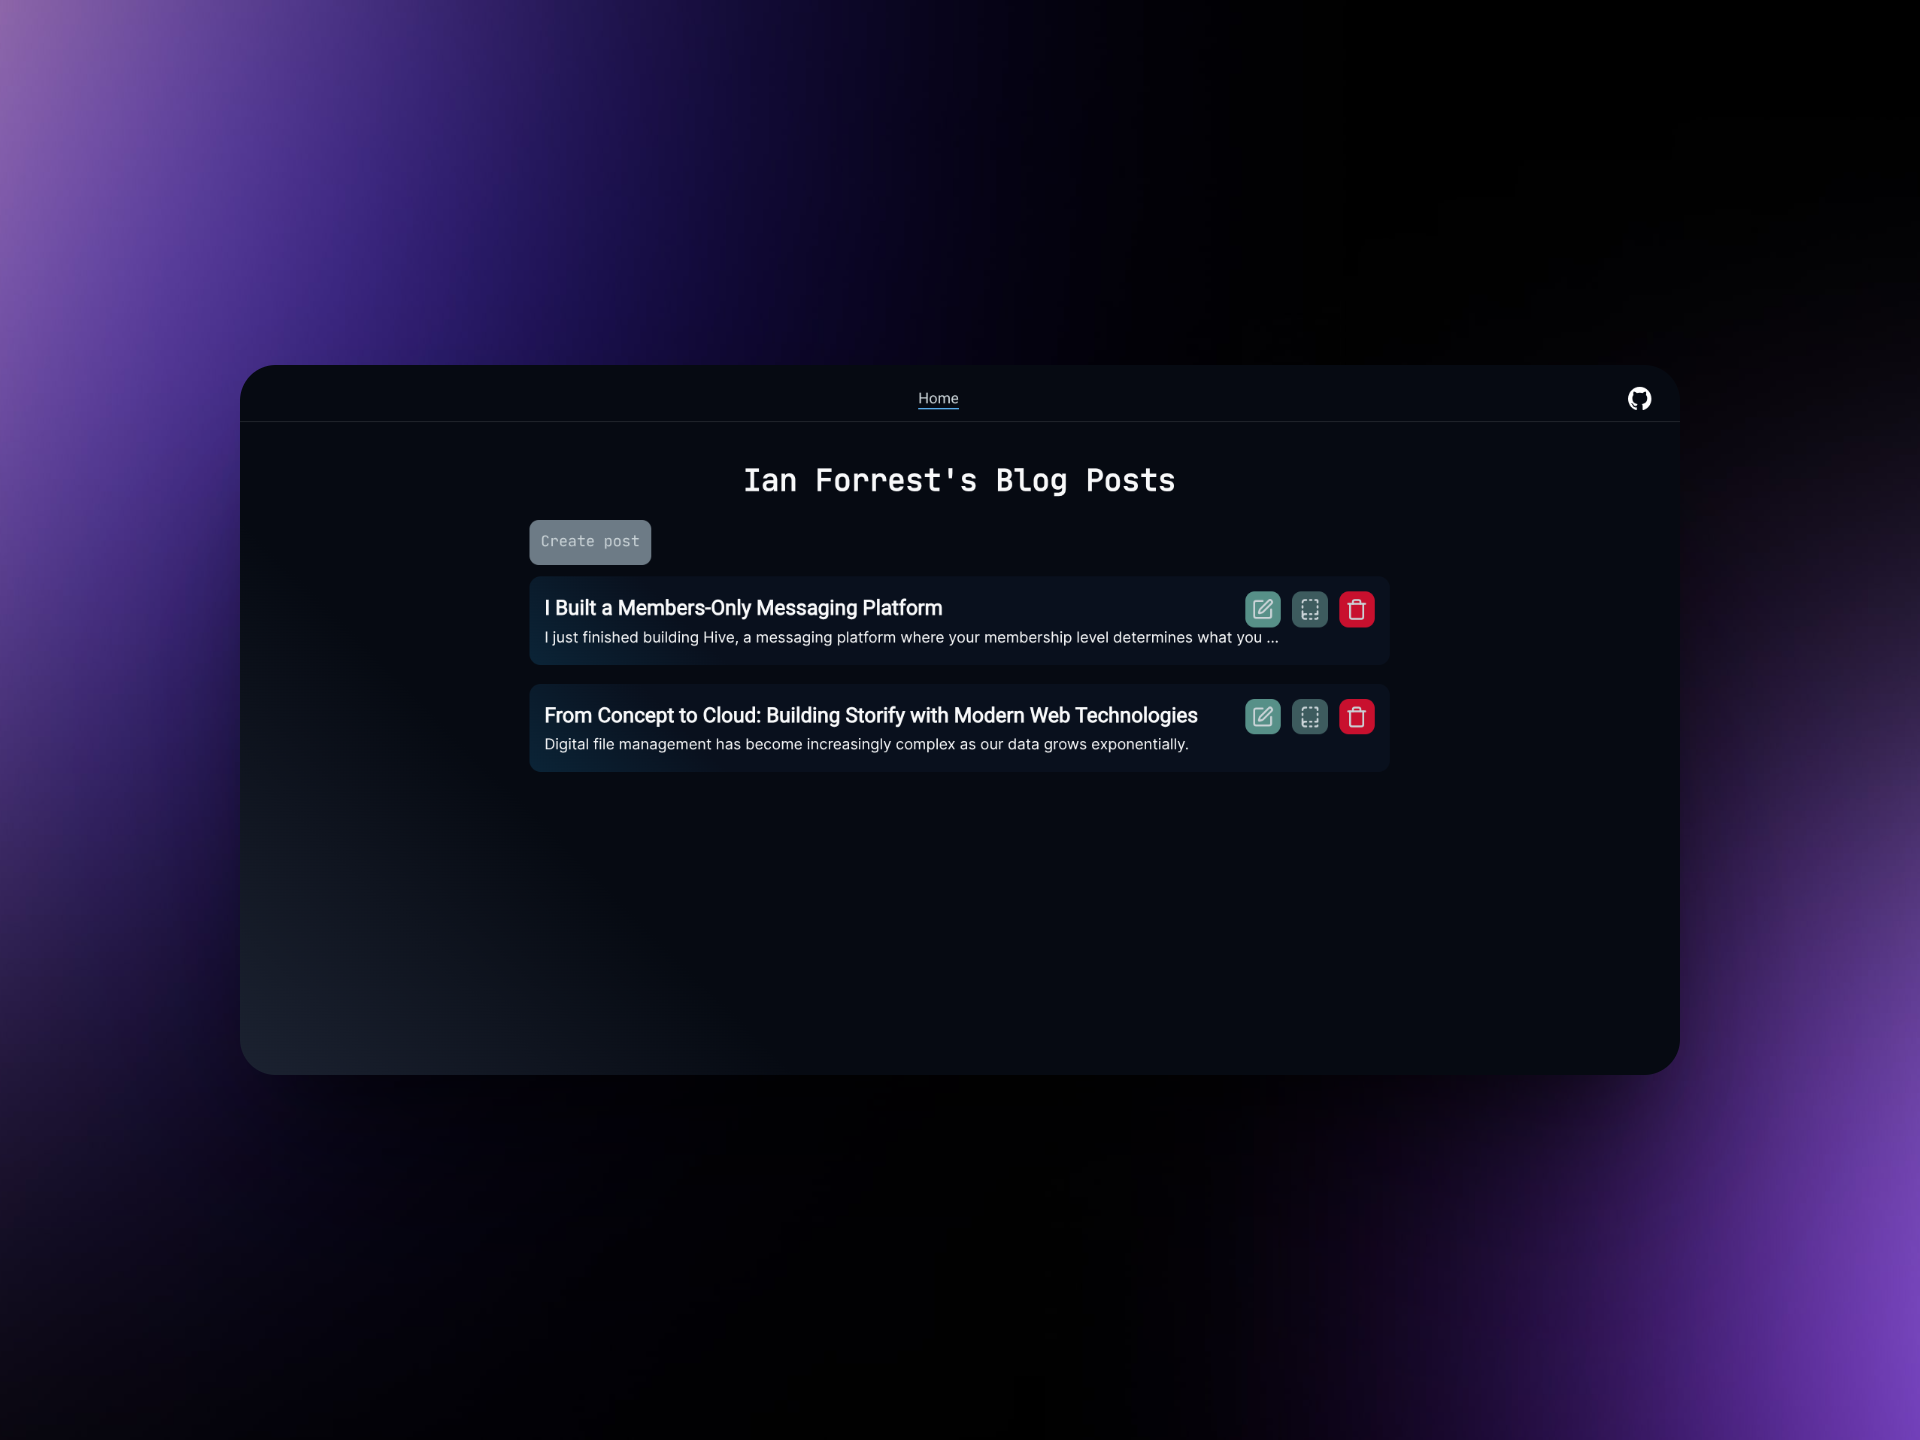 Home
Ian Forrest's Blog Posts
Create post
I Built a Members-Only Messaging Platform
I just finished building Hive, a messaging platform where your membership level determines what you ...
From Concept to Cloud: Building Storify with Modern Web Technologies
Digital file management has become increasingly complex as our data grows exponentially.